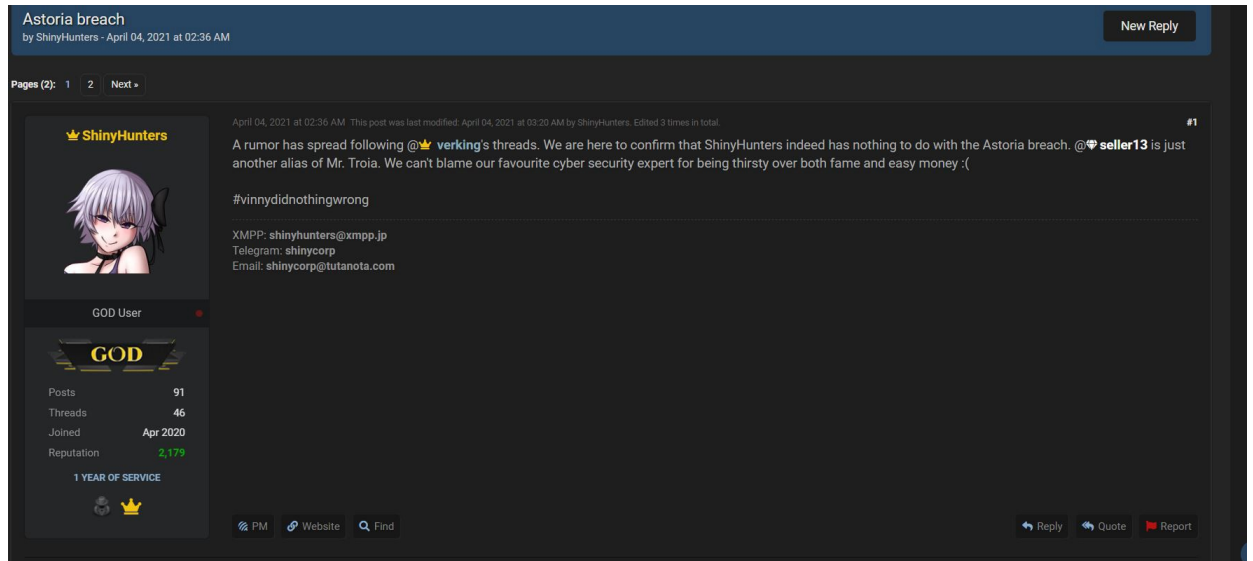 Astoria breach
by ShinyHunters - April 04, 2021 at 02:36 AM
New Reply
Pages (2): 1 2 Next »
ShinyHunters
GOD User
GOD
Posts 91
Threads 46
Joined Apr 2020
Reputation 2,179
1 YEAR OF SERVICE
April 04, 2021 at 02:36 AM This post was last modified: April 04, 2021 at 03:20 AM by ShinyHunters. Edited 3 times in total.
#1
A rumor has spread following @ verking's threads. We are here to confirm that ShinyHunters indeed has nothing to do with the Astoria breach. @ seller13 is just
another alias of Mr. Troia. We can't blame our favourite cyber security expert for being thirsty over both fame and easy money :(
#vinnydidnothingwrong
XMPP: shinyhunters@xmpp.jp
Telegram: shinycorp
Email: shinycorp@tutanota.com
PM Website Find
Reply Quote Report